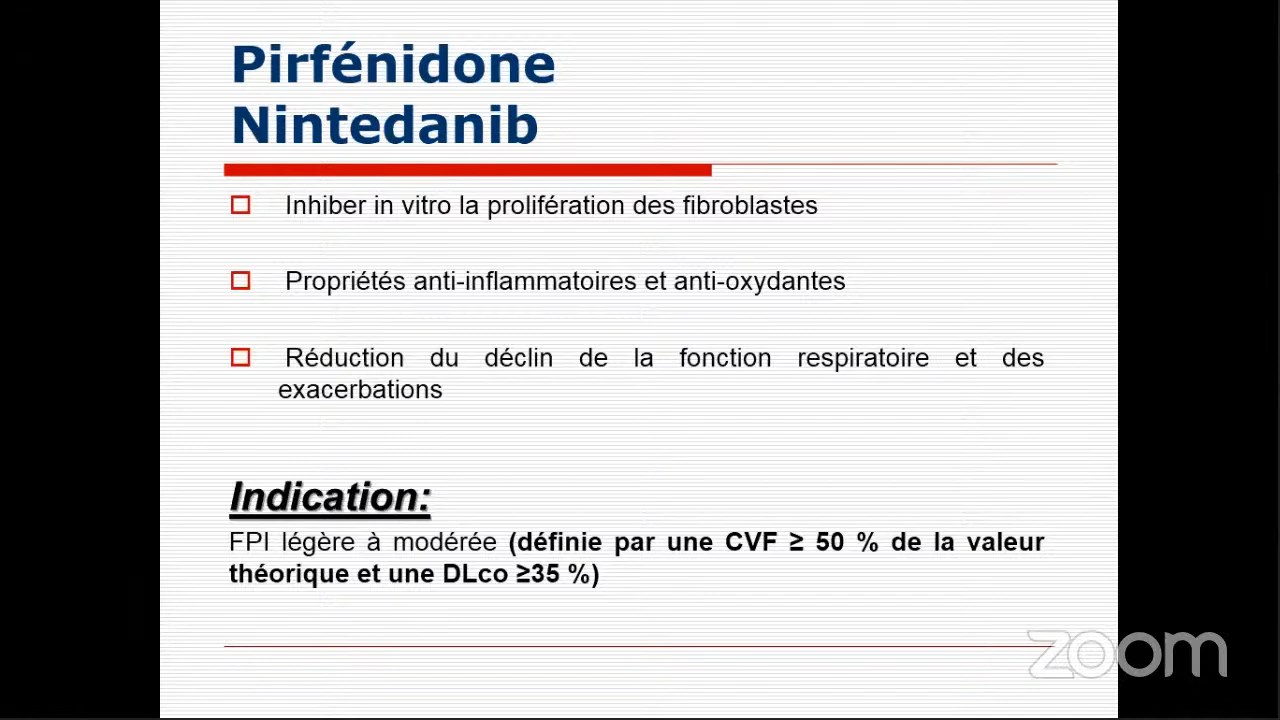 Pirfénidone
Nintedanib
Inhiber in vitro la prolifération des fibroblastes
Propriétés anti-inflammatoires et anti-oxydantes
Réduction du déclin de la fonction respiratoire et des
exacerbations
Indication:
FPI légère à modérée (définie par une CVF ≥ 50 % de la valeur
théorique et une DLco ≥35 %)
zoom